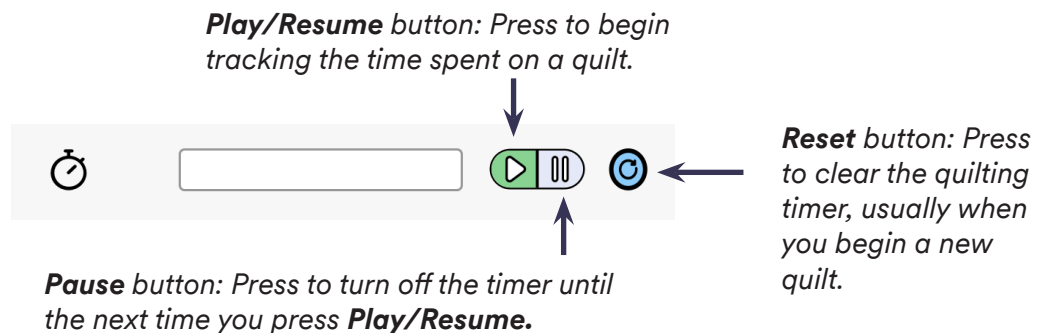 Play/Resume button: Press to begin
tracking the time spent on a quilt.
Reset button: Press
to clear the quilting
timer, usually when
you begin a new
quilt.
Pause button: Press to turn off the timer until
the next time you press Play/Resume.